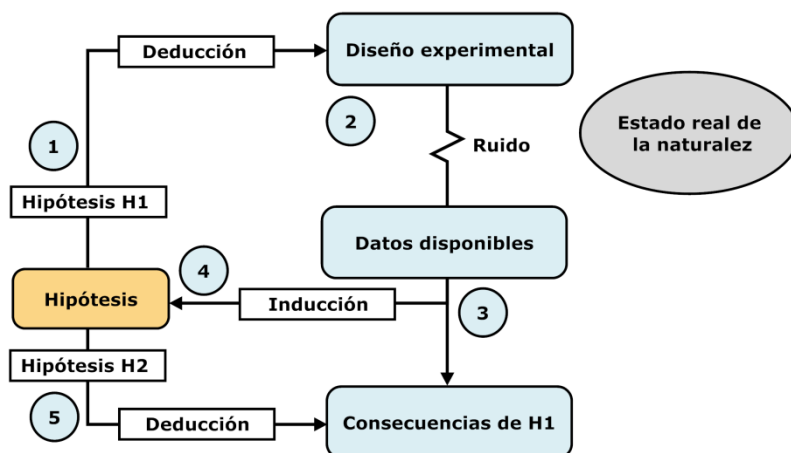 Deducción
Diseño experimental
1
2
Estado real de
la naturalez
Ruido
Hipótesis H1
Datos disponibles
4
Hipótesis
Inducción
3
Hipótesis H2
5
Deducción
Consecuencias de H1